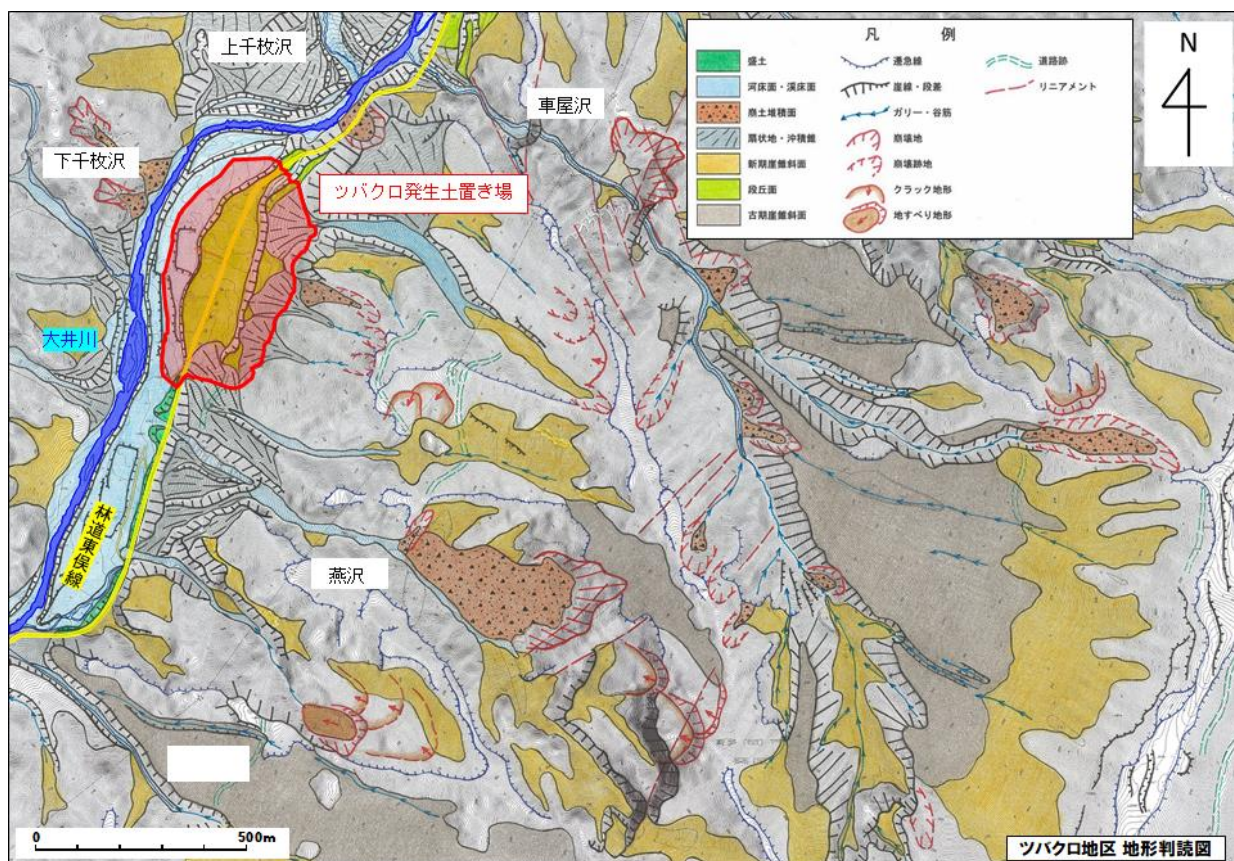 上千枚沢
車屋沢
下千枚沢
ツバクロ発生土置き場
大井川
林道東俣線
燕沢
凡 例
盛土
河床面・渓床面
崩土堆積面
扇状地・沖積錐
新期崖錐斜面
段丘面
古期崖錐斜面
遷急線
崖線・段差
ガリー・谷筋
崩壊地
崩壊跡地
クラック地形
地すべり地形
道路跡
リニアメント
N
0 500m
ツバクロ地区 地形判読図